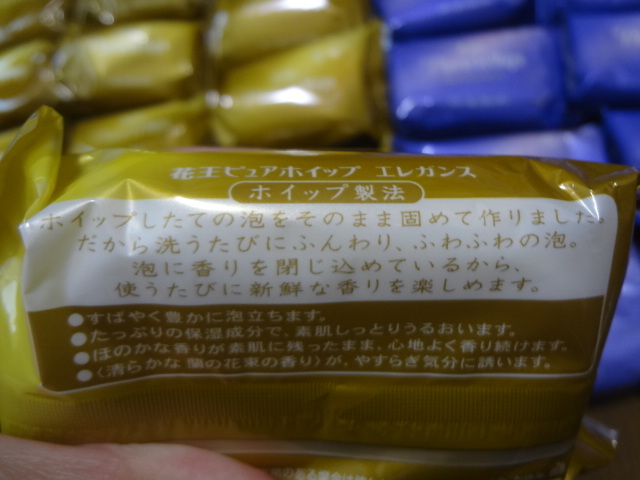 花王ピュアホイップ エレガンス
ホイップ製法
ホイップしたての泡をそのまま固めて作りました。
だから洗うたびにふんわり、ふわふわの泡。
泡に香りを閉じ込めているから、
使うたびに新鮮な香りを楽しめます。
●すばやく豊かに泡立ちます。
●たっぷりの保湿成分で、素肌しっとりうるおいます。
●ほのかな香りが素肌に残ったまま、心地よく香り続けます。
●〈清らかな 蘭の花束の香り〉が、やすらぎ気分に誘います。